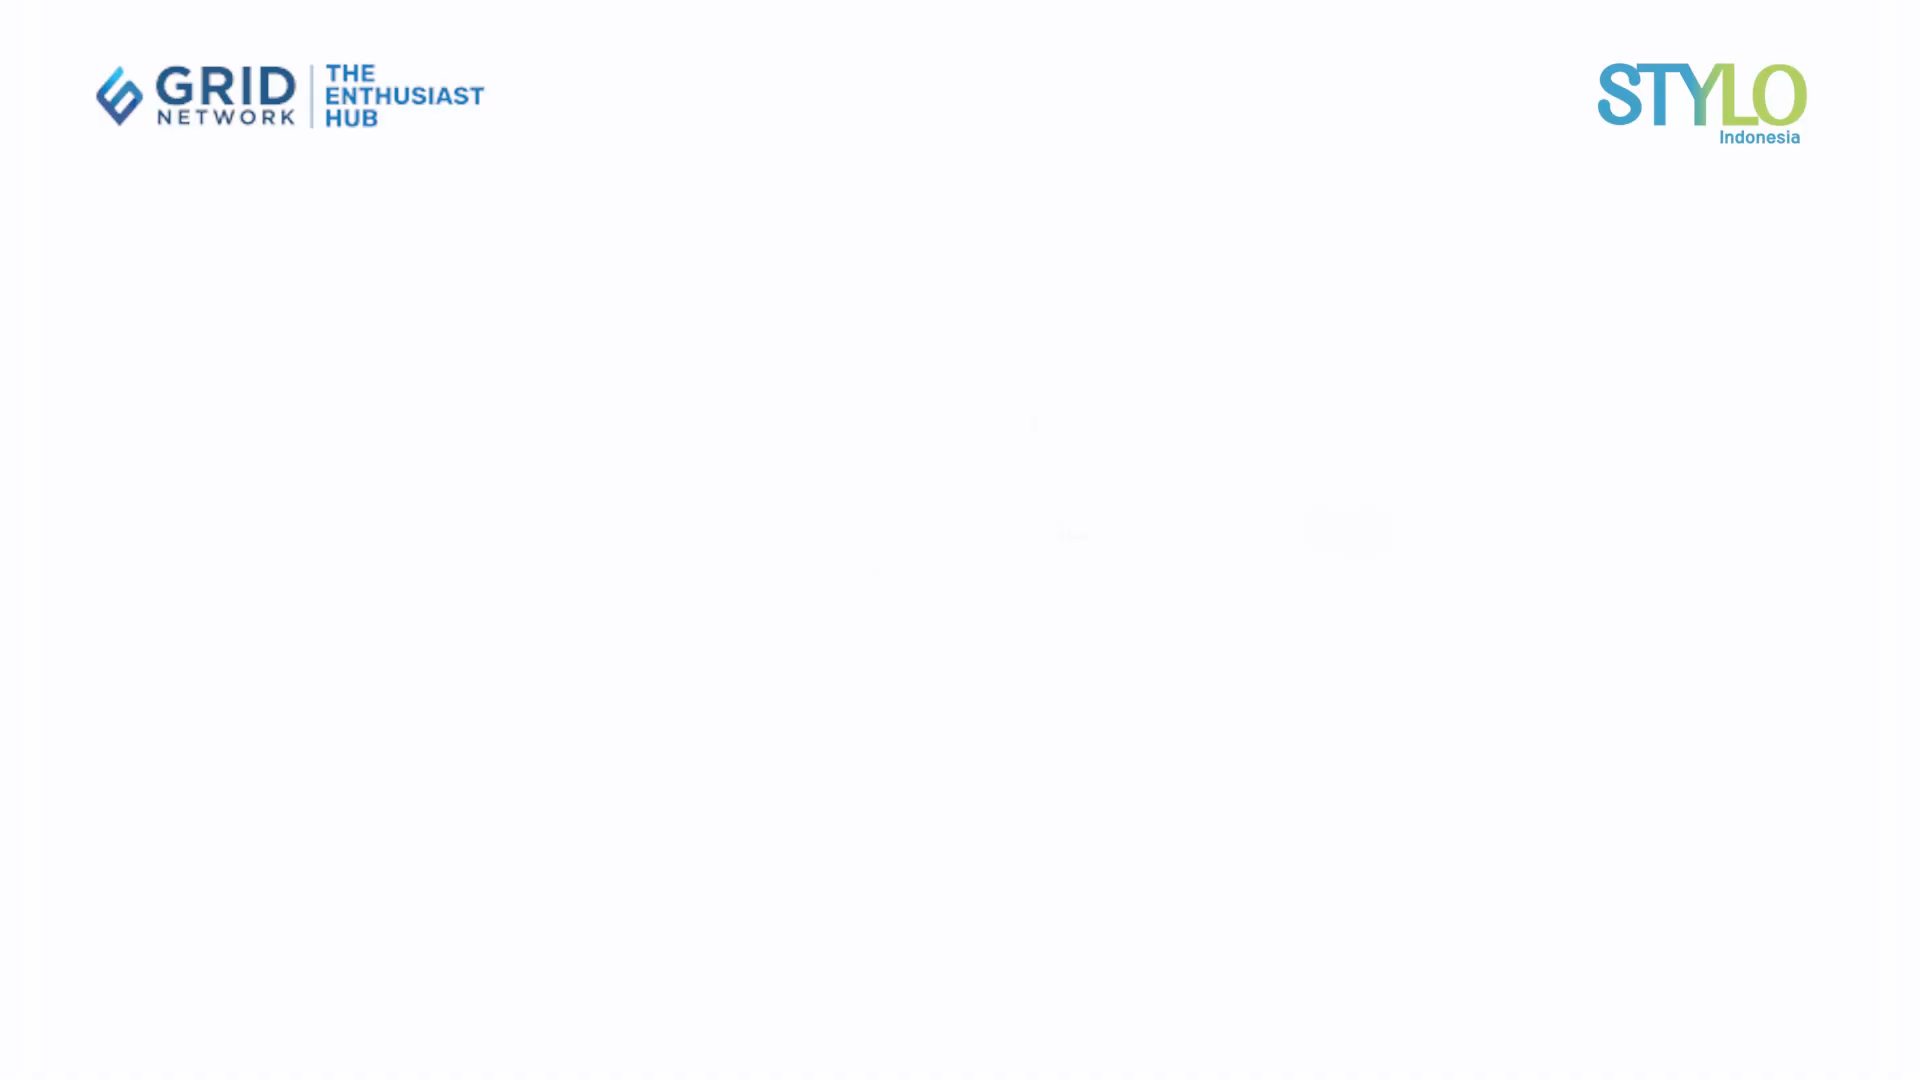 GRID
NETWORK
THE
ENTHUSIAST
HUB
STYLO
Indonesia